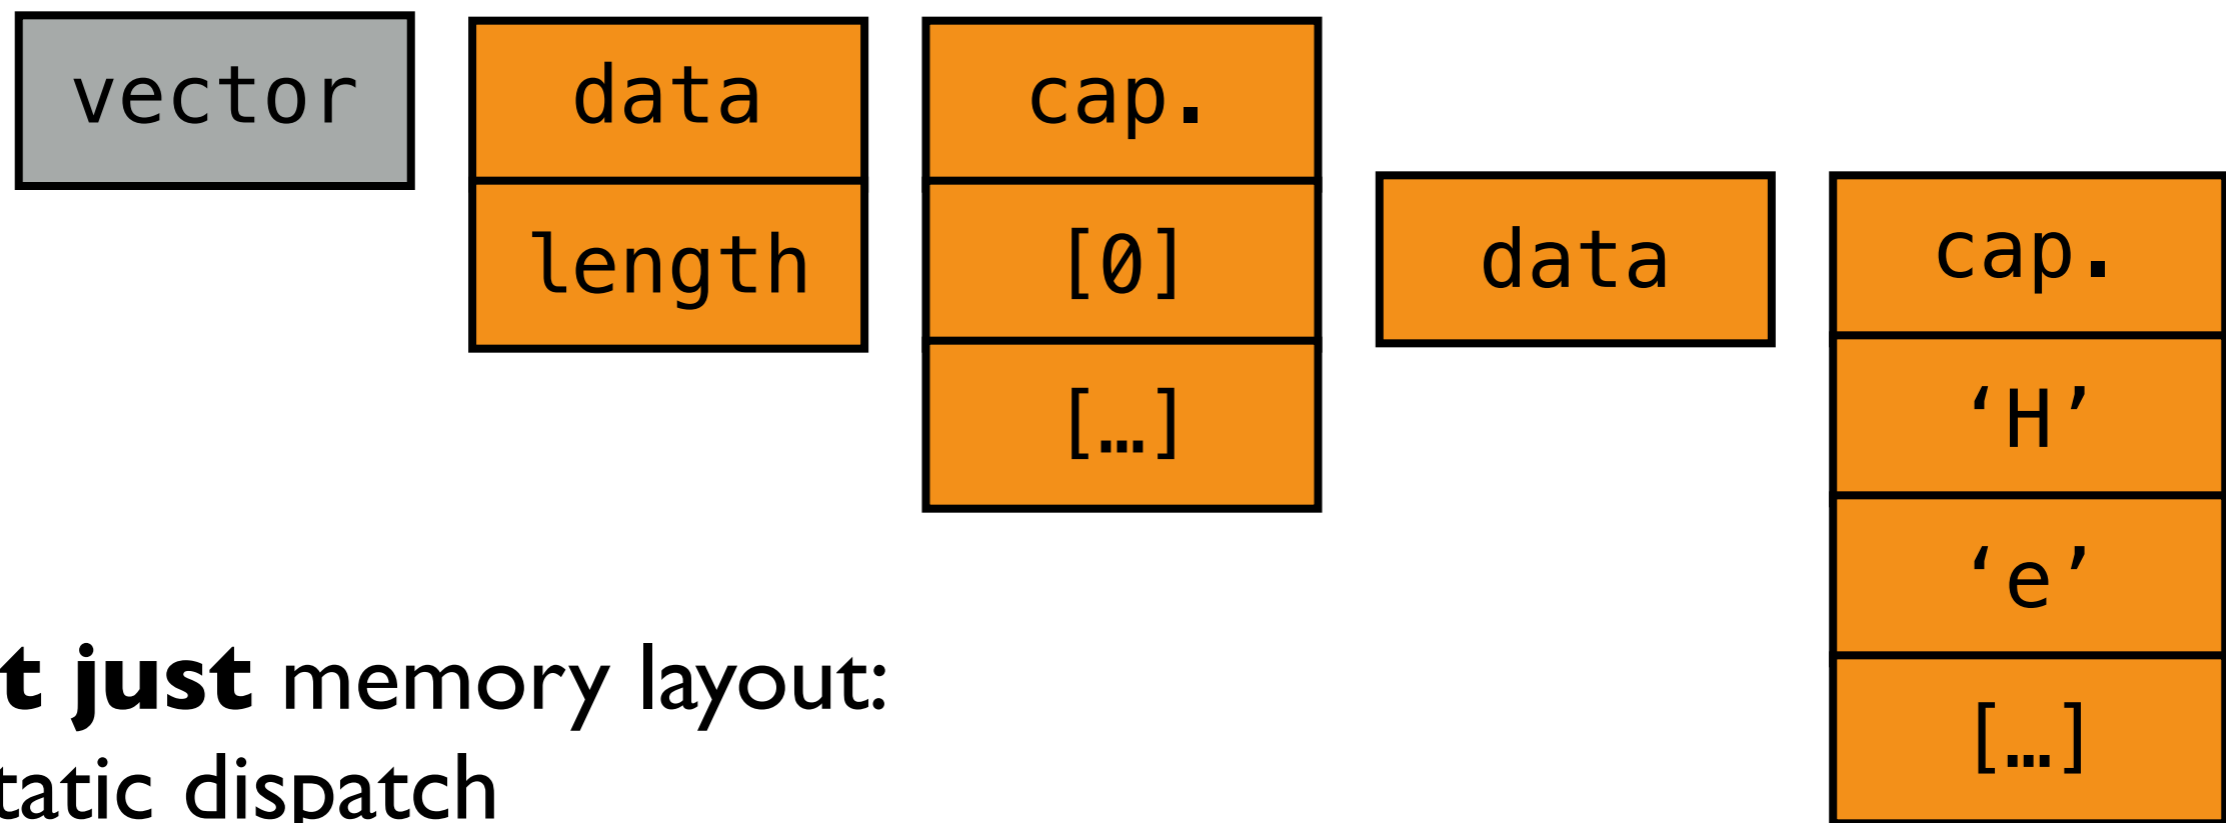 vector
data
length
cap.
[0]
[…]
data
cap.
‘H’
‘e’
[…]
t just memory layout:
tatic dispatch